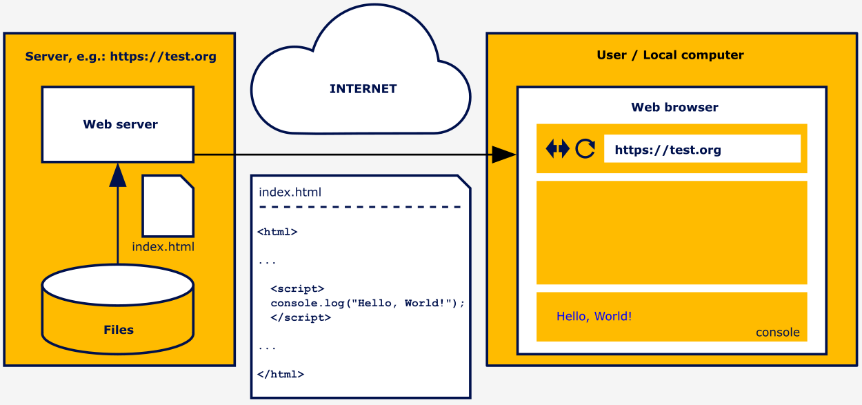 Server, e.g.: https://test.org
Web server
index.html
Files
INTERNET
index.html
<html>
...
<script>
console.log("Hello, World!");
</script>
...
</html>
User / Local computer
Web browser
https://test.org
Hello, World!
console